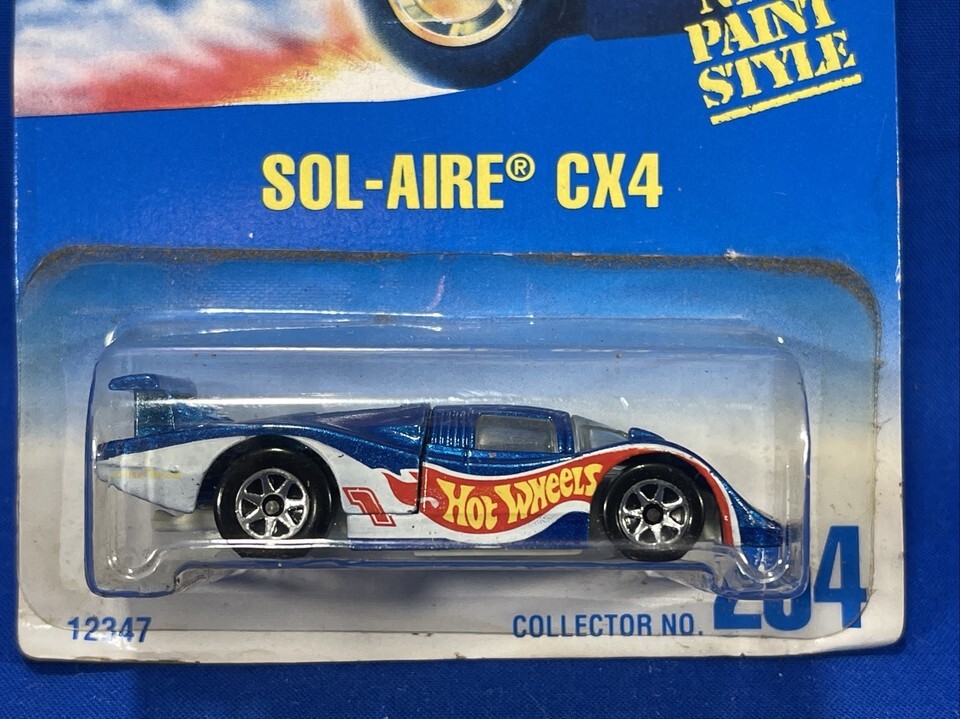 PAINT
STYLE
SOL-AIRE® CX4
1
HOT WHEELS
12347
COLLECTOR NO.